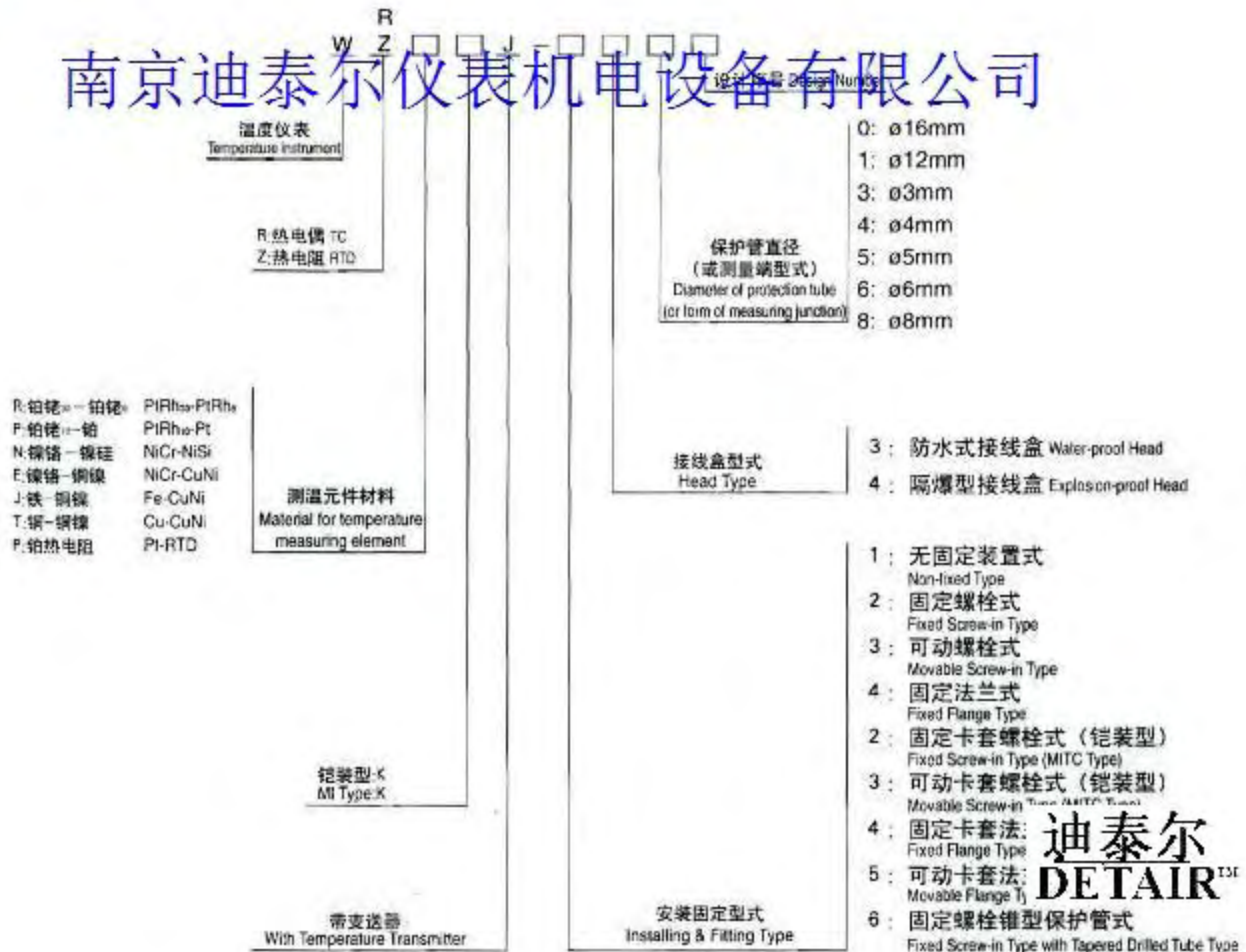 R
W Z □ □ J - □ □ □ □
南京迪泰尔仪表机电设备有限公司
设计序号 Design Number
温度仪表
Temperature instrument
0: ø16mm
1: ø12mm
3: ø3mm
4: ø4mm
5: ø5mm
6: ø6mm
8: ø8mm
R:热电偶 TC
Z:热电阻 RTD
保护管直径
(或测量端型式)
Diameter of protection tube
(or form of measuring junction)
R:铂铑 - 铂铑 PtRh₃₀-PtRh₆
P:铂铑 - 铂 PtRh₁₀-Pt
N:镍铬-镍硅 NiCr-NiSi
E:镍铬-铜镍 NiCr-CuNi
J:铁-铜镍 Fe-CuNi
T:铜-铜镍 Cu-CuNi
P:铂热电阻 Pt-RTD
测温元件材料
Material for temperature
measuring element
接线盒型式
Head Type
3: 防水式接线盒 Water-proof Head
4: 隔爆型接线盒 Explosion-proof Head
铠装型:K
MI Type:K
带变送器
With Temperature Transmitter
安装固定型式
Installing & Fitting Type
1: 无固定装置式
Non-fixed Type
2: 固定螺栓式
Fixed Screw-in Type
3: 可动螺栓式
Movable Screw-in Type
4: 固定法兰式
Fixed Flange Type
2: 固定卡套螺栓式 (铠装型)
Fixed Screw-in Type (MITC Type)
3: 可动卡套螺栓式 (铠装型)
Movable Screw-in Type (MITC Type)
4: 固定卡套法
Fixed Flange Type
5: 可动卡套法
Movable Flange
6: 固定螺栓锥型保护管式
Fixed Screw-in Type with Tapered Drilled Tube Type
迪泰尔
DETAIR™